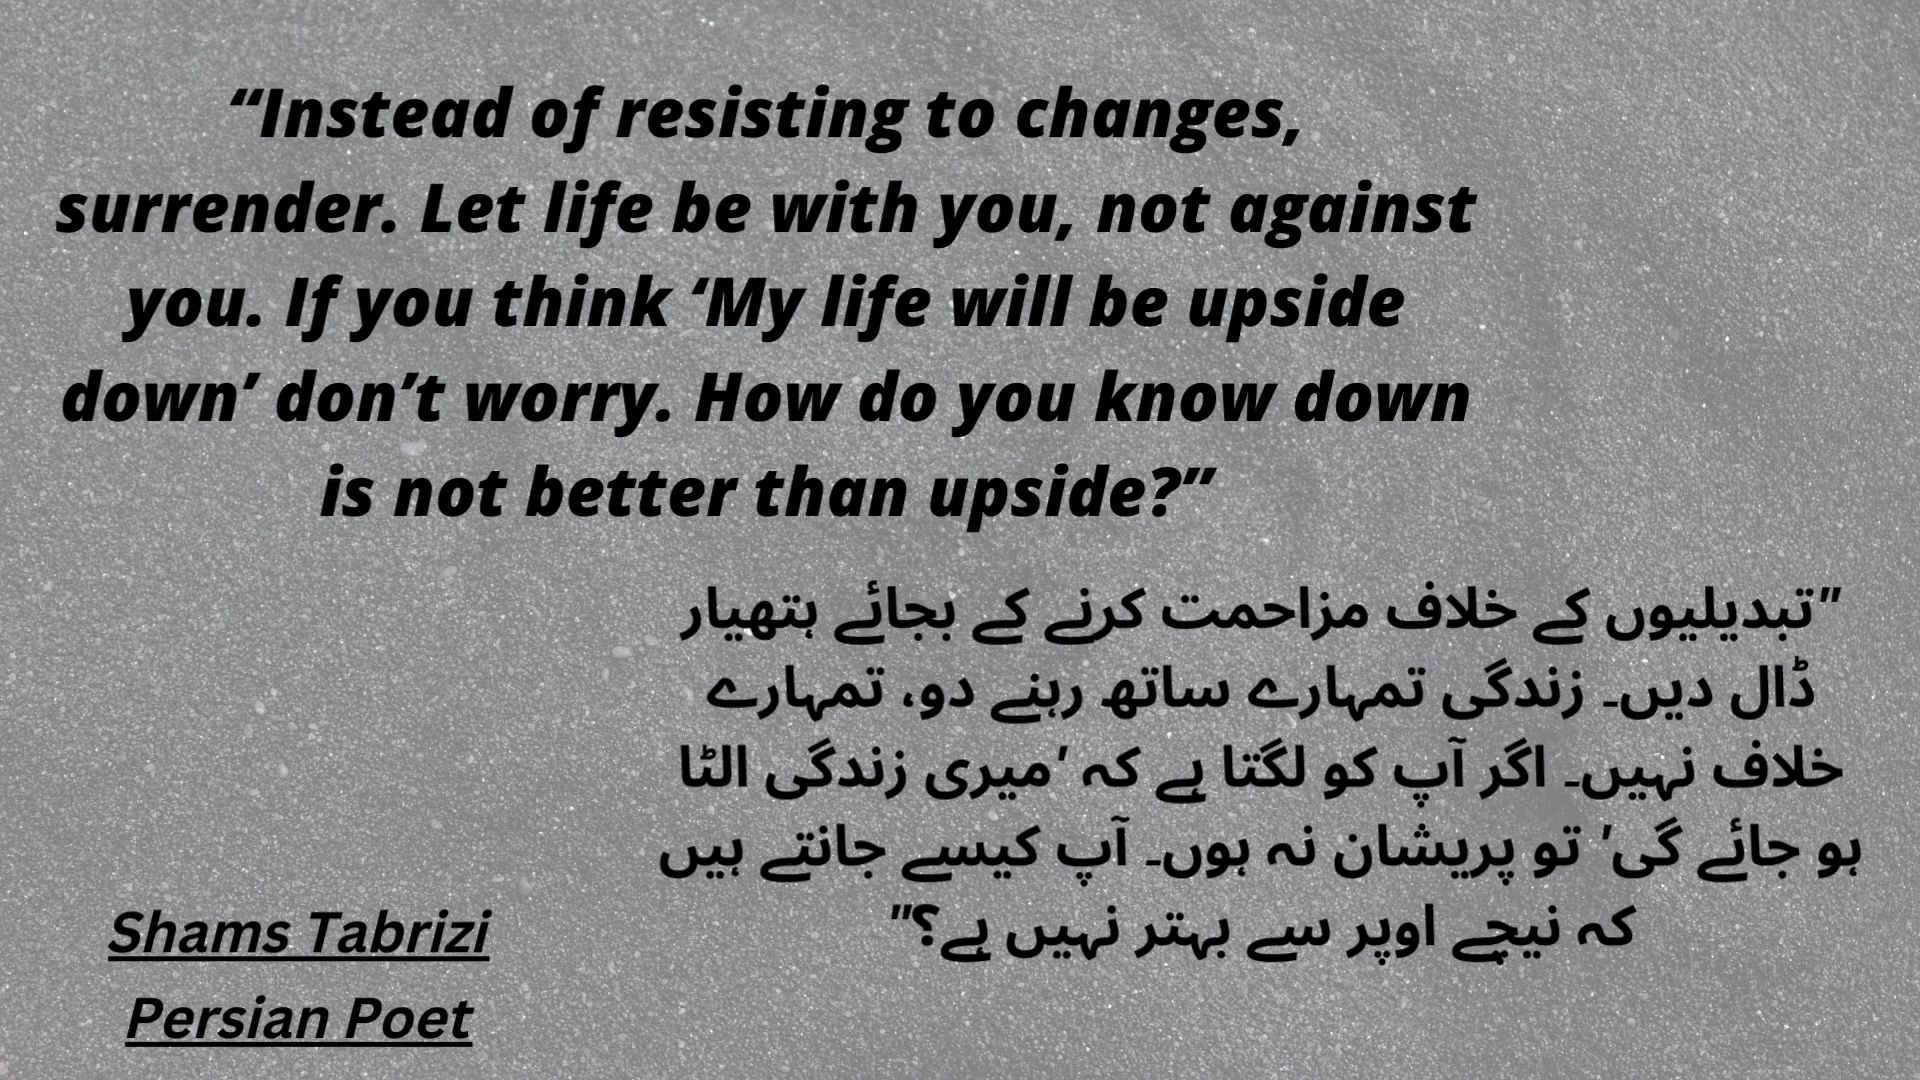 “Instead of resisting to changes,
surrender. Let life be with you, not against
you. If you think ‘My life will be upside
down’ don’t worry. How do you know down
is not better than upside?”
"تبدیلیوں کے خلاف مزاحمت کرنے کے بجائے ہتھیار
ڈال دیں۔ زندگی تمہارے ساتھ رہنے دو، تمہارے
خلاف نہیں۔ اگر آپ کو لگتا ہے کہ 'میری زندگی الٹا
ہو جائے گی' تو پریشان نہ ہوں۔ آپ کیسے جانتے ہیں
کہ نیچے اوپر سے بہتر نہیں ہے؟"
Shams Tabrizi
Persian Poet